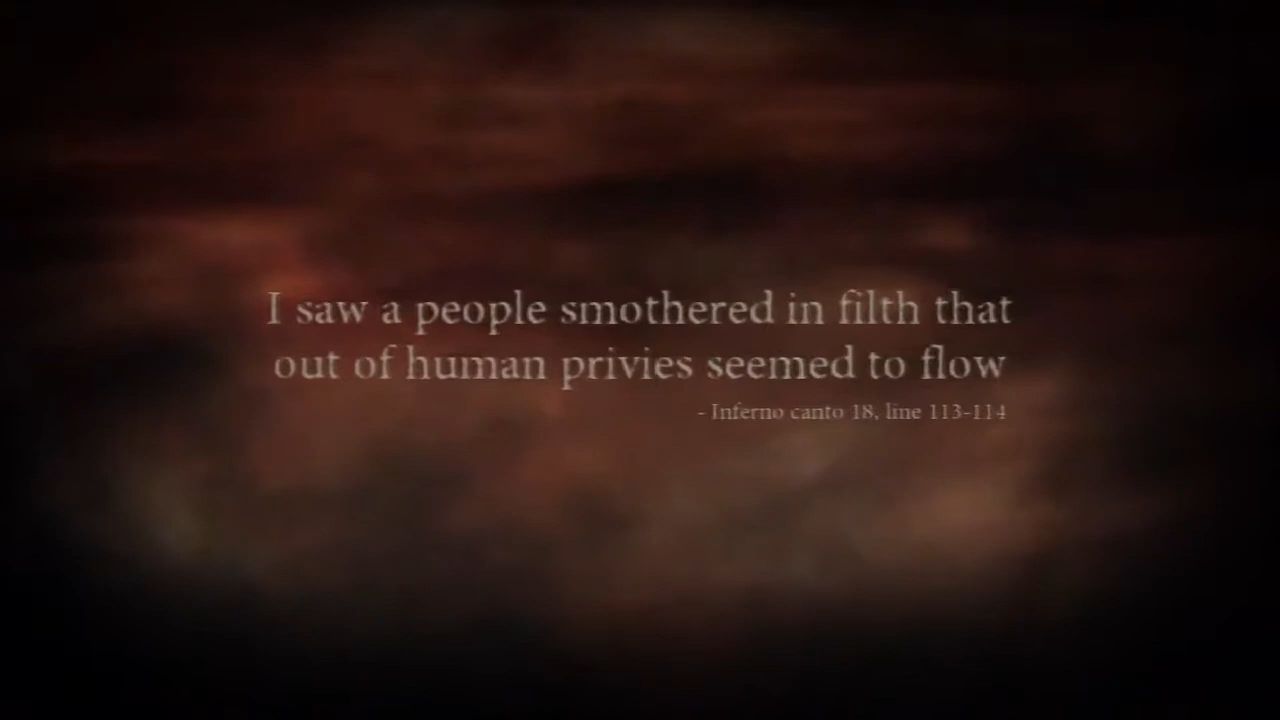 I saw a people smothered in filth that
out of human privies seemed to flow
- Inferno canto 18, line 113-114